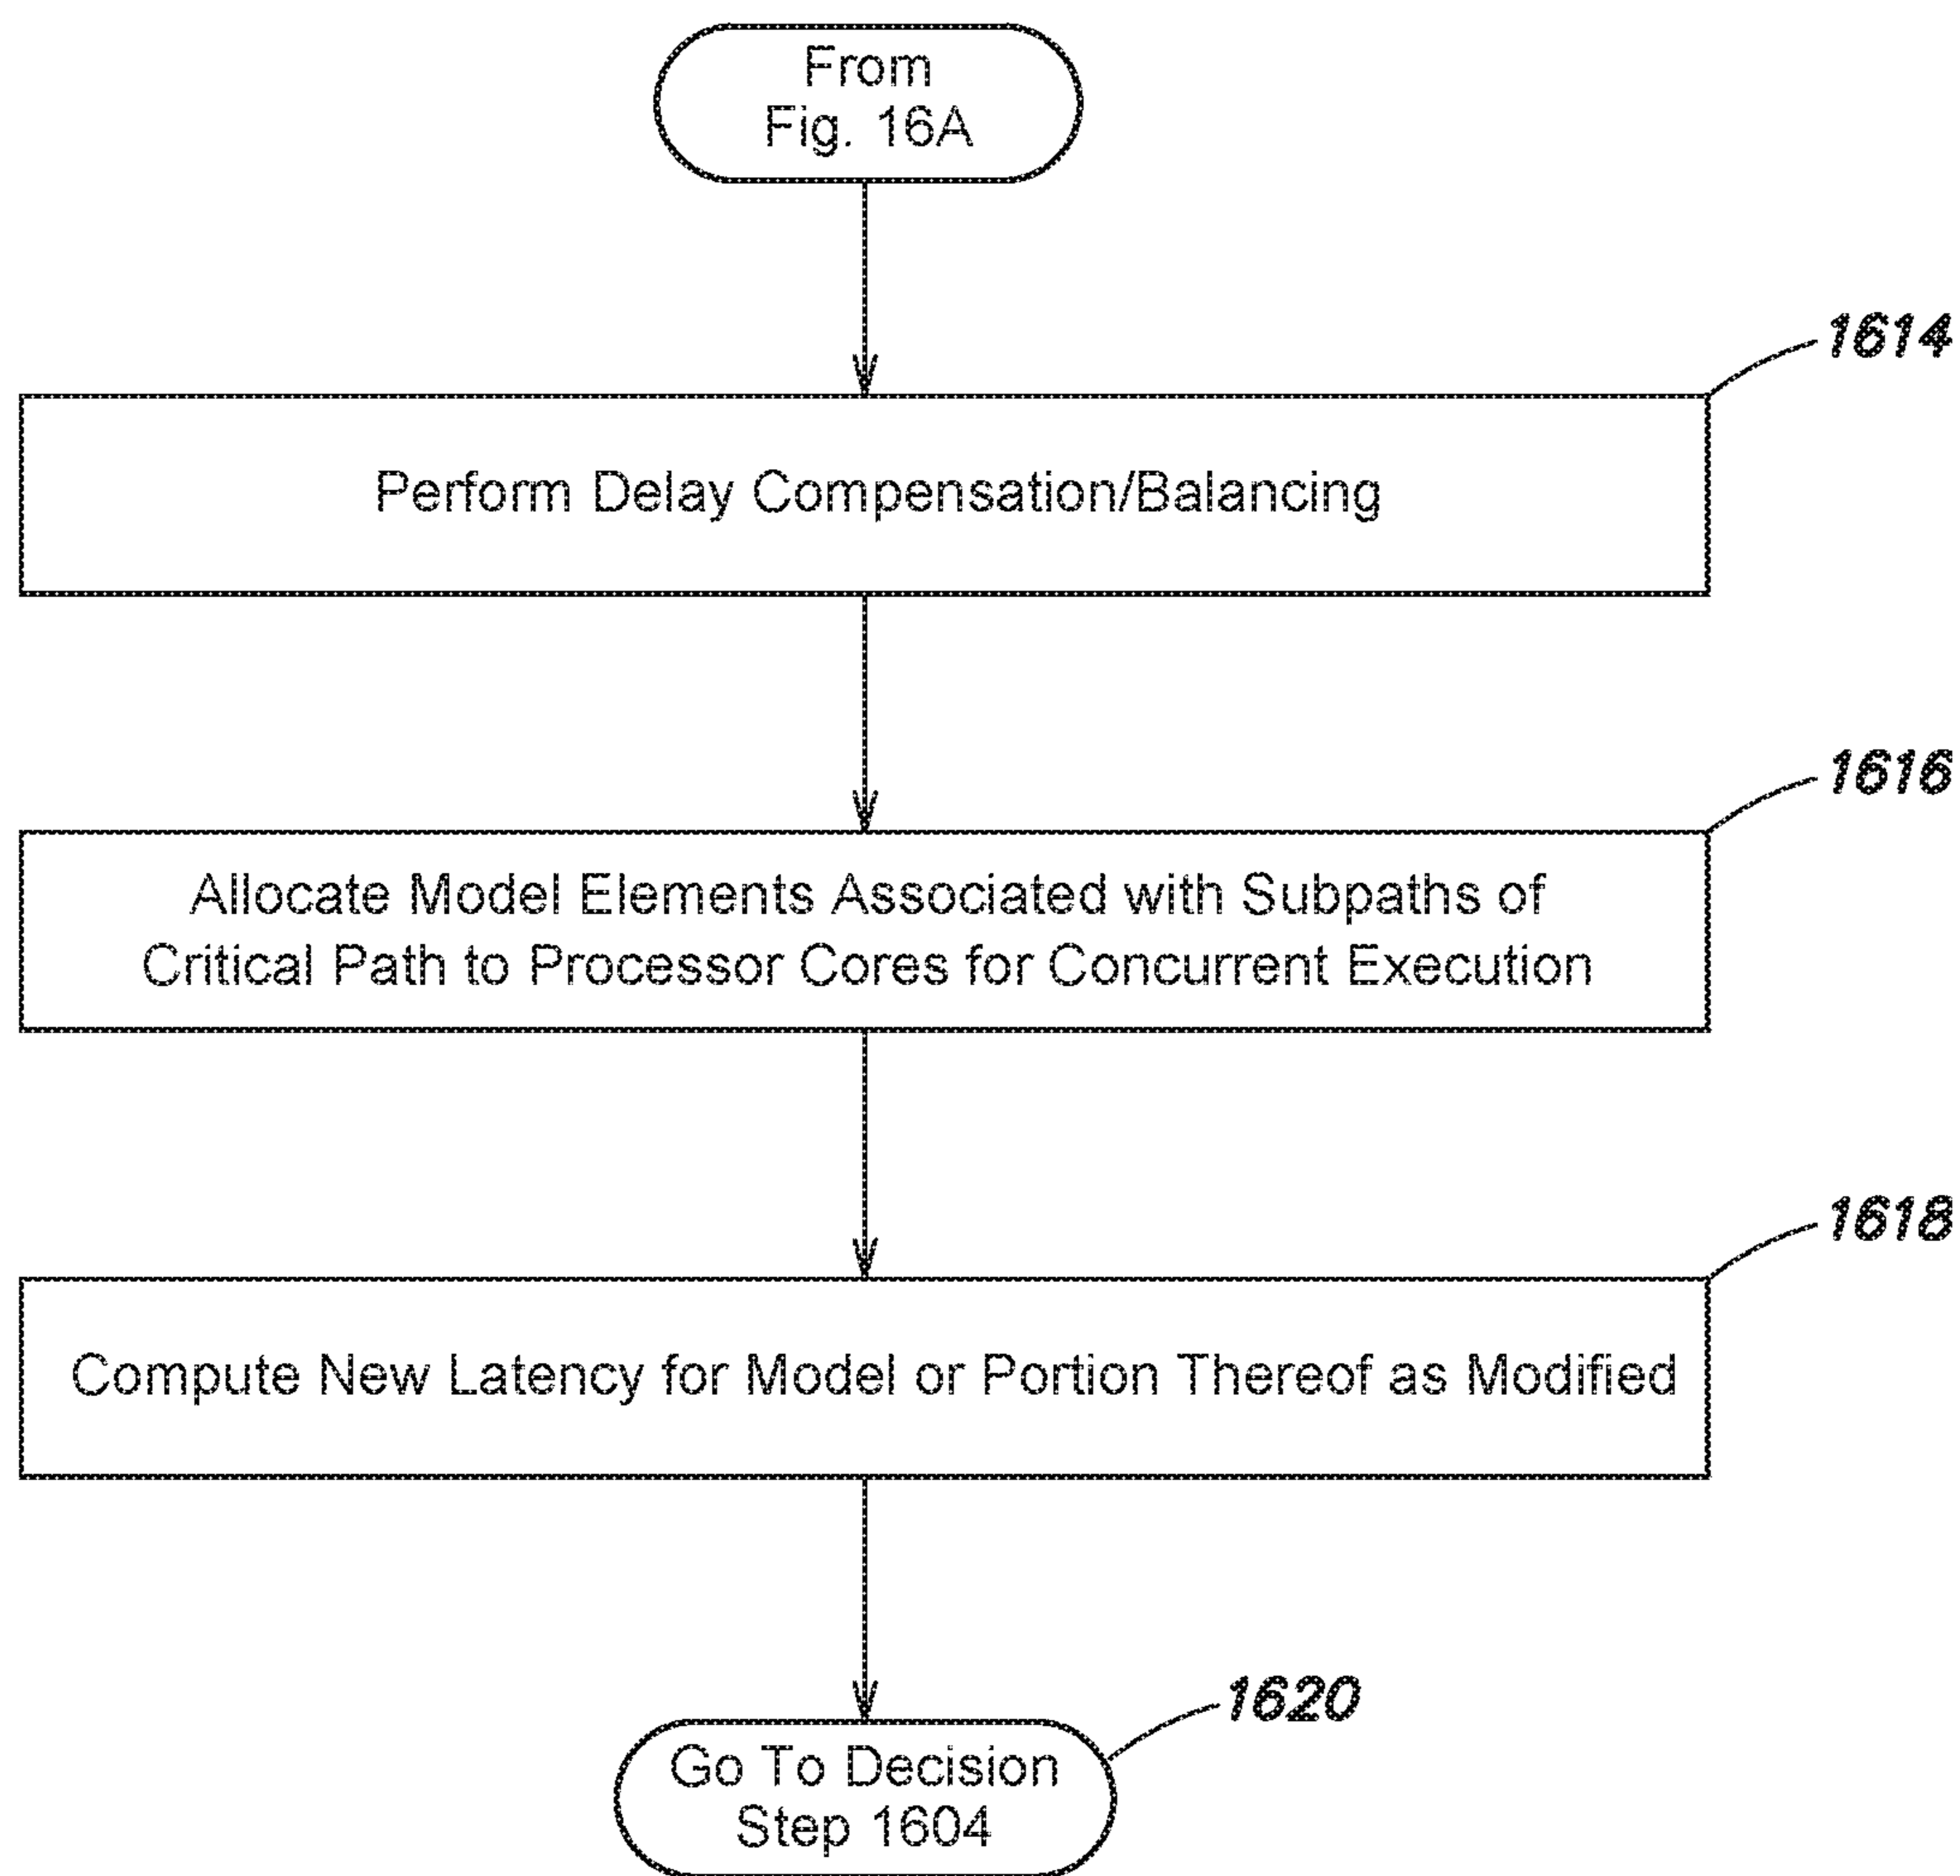 From
Fig. 16A
1614
Perform Delay Compensation/Balancing
1616
Allocate Model Elements Associated with Subpaths of
Critical Path to Processor Cores for Concurrent Execution
1618
Compute New Latency for Model or Portion Thereof as Modified
1620
Go To Decision
Step 1604